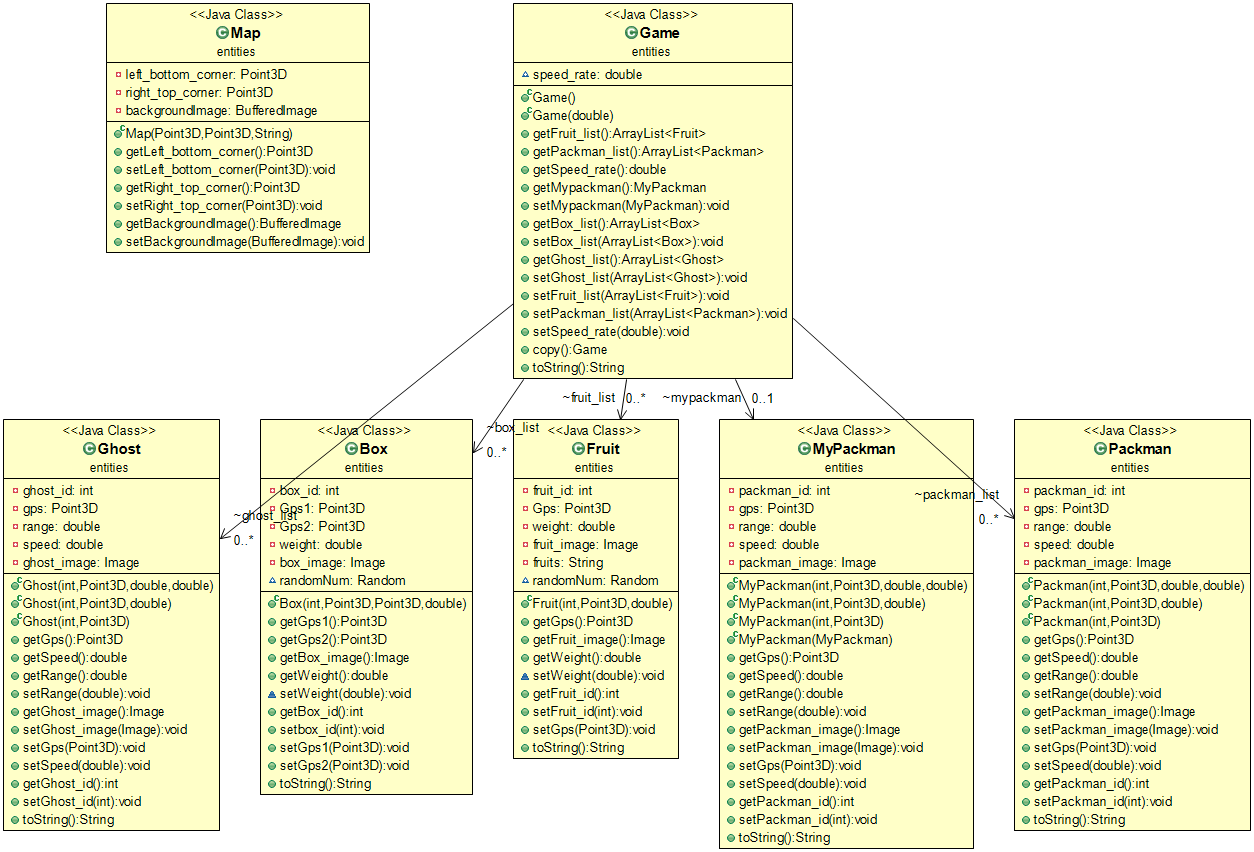 <<Java Class>>
Map
entities
left_bottom_corner: Point3D
right_top_corner: Point3D
backgroundImage: BufferedImage
Map(Point3D,Point3D,String)
getLeft_bottom_corner():Point3D
setLeft_bottom_corner(Point3D):void
getRight_top_corner():Point3D
setRight_top_corner(Point3D):void
getBackgroundImage():BufferedImage
setBackgroundImage(BufferedImage):void
<<Java Class>>
Game
entities
speed_rate: double
Game()
Game(double)
getFruit_list():ArrayList<Fruit>
getPackman_list():ArrayList<Packman>
getSpeed_rate():double
getMypackman():MyPackman
setMypackman(MyPackman):void
getBox_list():ArrayList<Box>
setBox_list(ArrayList<Box>):void
getGhost_list():ArrayList<Ghost>
setGhost_list(ArrayList<Ghost>):void
setFruit_list(ArrayList<Fruit>):void
setPackman_list(ArrayList<Packman>):void
setSpeed_rate(double):void
copy():Game
toString():String
~fruit_list 0..*
~mypackman 0..1
~box_list
0..*
~ghost_list
0..*
~packman_list
0..*
<<Java Class>>
Ghost
entities
ghost_id: int
gps: Point3D
range: double
speed: double
ghost_image: Image
Ghost(int,Point3D,double,double)
Ghost(int,Point3D,double)
Ghost(int,Point3D)
getGps():Point3D
getSpeed():double
getRange():double
setRange(double):void
getGhost_image():Image
setGhost_image(Image):void
setGps(Point3D):void
setSpeed(double):void
getGhost_id():int
setGhost_id(int):void
toString():String
<<Java Class>>
Box
entities
box_id: int
Gps1: Point3D
Gps2: Point3D
weight: double
box_image: Image
randomNum: Random
Box(int,Point3D,Point3D,double)
getGps1():Point3D
getGps2():Point3D
getBox_image():Image
getWeight():double
setWeight(double):void
getBox_id():int
setbox_id(int):void
setGps1(Point3D):void
setGps2(Point3D):void
toString():String
<<Java Class>>
Fruit
entities
fruit_id: int
Gps: Point3D
weight: double
fruit_image: Image
fruits: String
randomNum: Random
Fruit(int,Point3D,double)
getGps():Point3D
getFruit_image():Image
getWeight():double
setWeight(double):void
getFruit_id():int
setFruit_id(int):void
setGps(Point3D):void
toString():String
<<Java Class>>
MyPackman
entities
packman_id: int
gps: Point3D
range: double
speed: double
packman_image: Image
MyPackman(int,Point3D,double,double)
MyPackman(int,Point3D,double)
MyPackman(int,Point3D)
MyPackman(MyPackman)
getGps():Point3D
getSpeed():double
getRange():double
setRange(double):void
getPackman_image():Image
setPackman_image(Image):void
setGps(Point3D):void
setSpeed(double):void
getPackman_id():int
setPackman_id(int):void
toString():String
<<Java Class>>
Packman
entities
packman_id: int
gps: Point3D
range: double
speed: double
packman_image: Image
Packman(int,Point3D,double,double)
Packman(int,Point3D,double)
Packman(int,Point3D)
getGps():Point3D
getSpeed():double
getRange():double
setRange(double):void
getPackman_image():Image
setPackman_image(Image):void
setGps(Point3D):void
setSpeed(double):void
getPackman_id():int
setPackman_id(int):void
toString():String